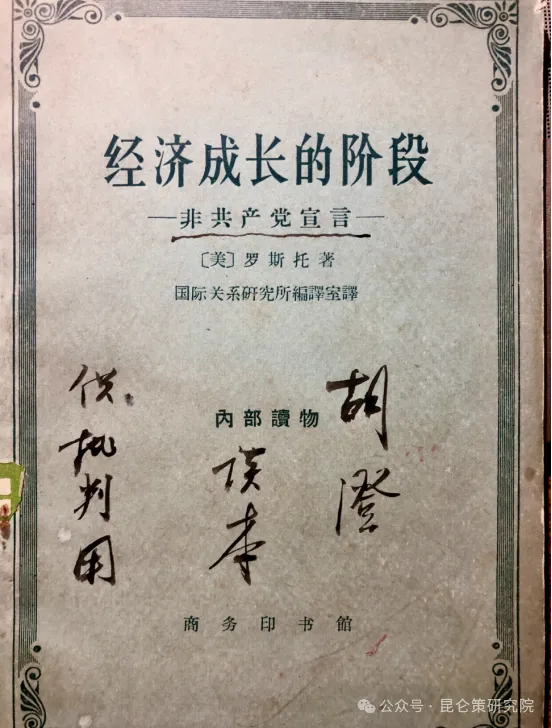 经济成长的阶段
—非共产党宣言—
〔美〕罗斯托著
国际关系研究所編譯室譯
内部讀物
胡澄
读本
供批判用
商务印书館
公众号·昆仑策研究院